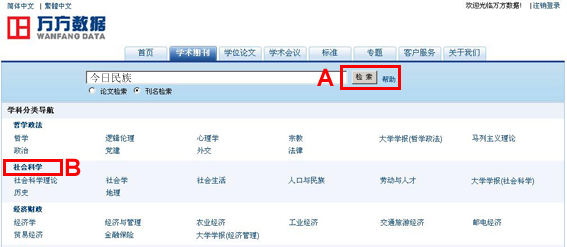 简体中文 | 繁體中文
欢迎光临万方数据! | 注销登录
万方数据
WANFANG DATA
首页 学术期刊 学位论文 学术会议 标准 专题 客户服务 关于我们
今日民族 A 检索 帮助
论文检索 刊名检索
学科分类导航
哲学政法
哲学 逻辑伦理 心理学 宗教 大学学报(哲学政法) 马列主义理论
政治 党建 外交 法律
社会科学 B
社会科学理论 社会学 社会生活 人口与民族 劳动与人才 大学学报(社会科学)
历史 地理
经济财政
经济学 经济与管理 农业经济 工业经济 交通旅游经济 邮电经济
贸易经济 金融保险 大学学报(经济管理)